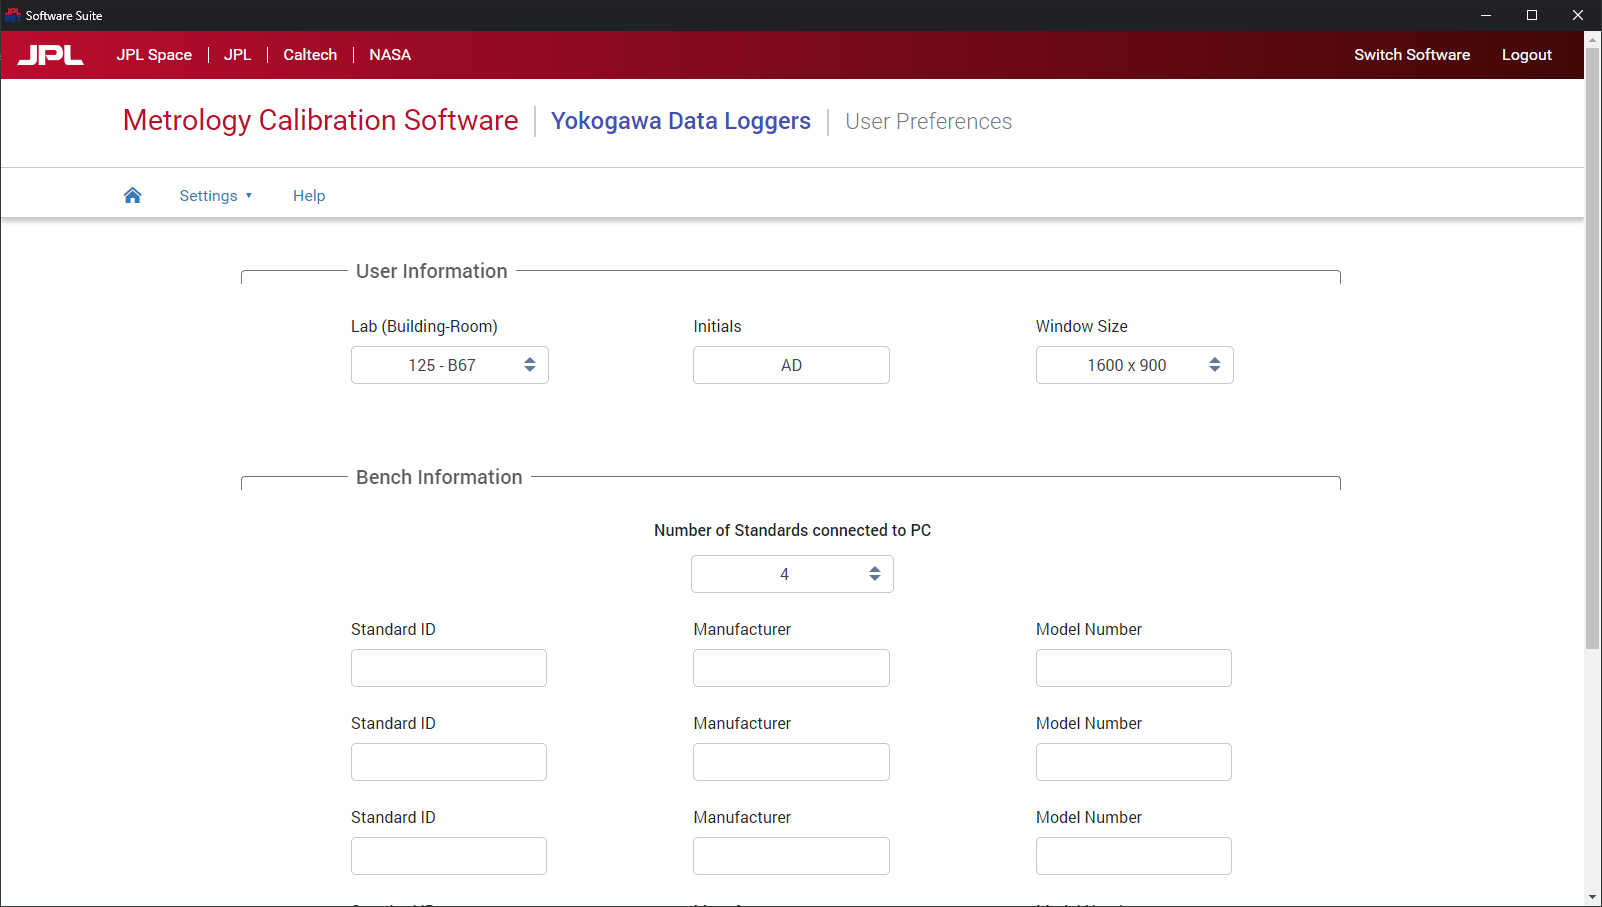 Software Suite
JPL JPL Space JPL Caltech NASA Switch Software Logout
Metrology Calibration Software Yokogawa Data Loggers User Preferences
Settings Help
User Information
Lab (Building-Room) Initials Window Size
125 - B67 AD 1600 x 900
Bench Information
Number of Standards connected to PC
4
Standard ID Manufacturer Model Number
Standard ID Manufacturer Model Number
Standard ID Manufacturer Model Number